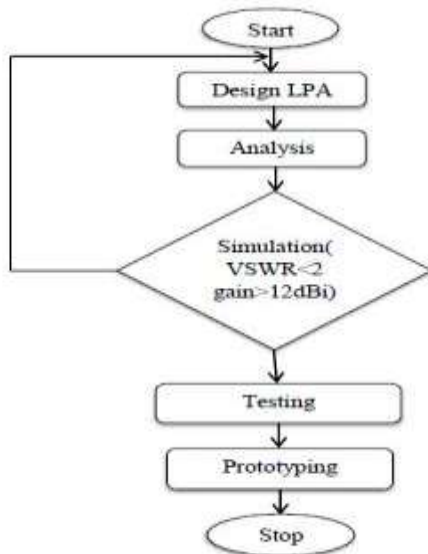 Start
Design LPA
Analysis
Simulation(
VSWR<2
gain>12dBi)
Testing
Prototyping
Stop